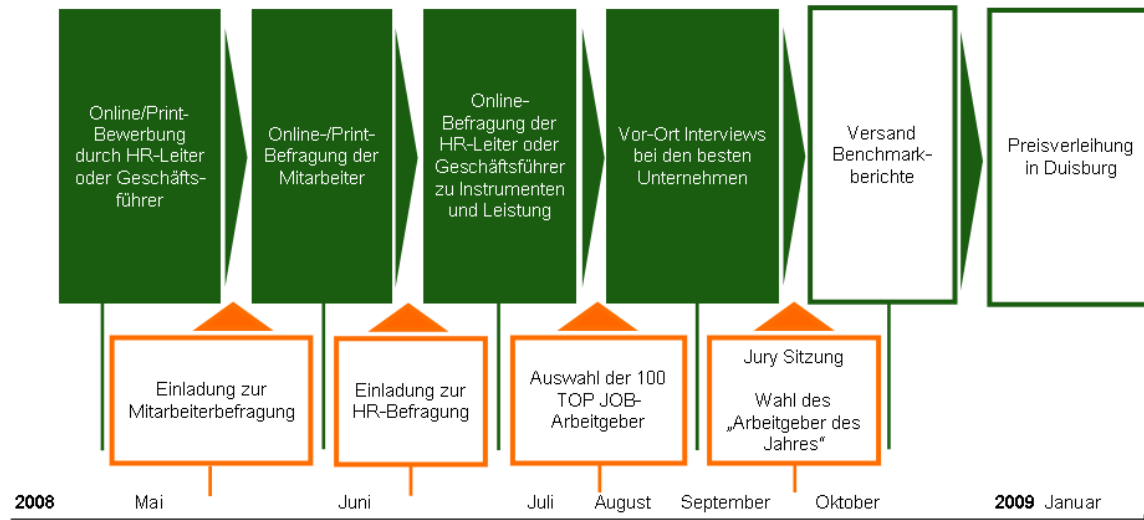 Online/Print-
Bewerbung
durch HR-Leiter
oder Geschäfts-
führer
Online-/Print-
Befragung der
Mitarbeiter
Online-
Befragung der
HR-Leiter oder
Geschäftsführer
zu Instrumenten
und Leistung
Vor-Ort Interviews
bei den besten
Unternehmen
Versand
Benchmark-
berichte
Preisverleihung
in Duisburg
Einladung zur
Mitarbeiterbefragung
Einladung zur
HR-Befragung
Auswahl der 100
TOP JOB-
Arbeitgeber
Jury Sitzung
Wahl des
„Arbeitgeber des
Jahres“
2008 Mai Juni Juli August September Oktober 2009 Januar